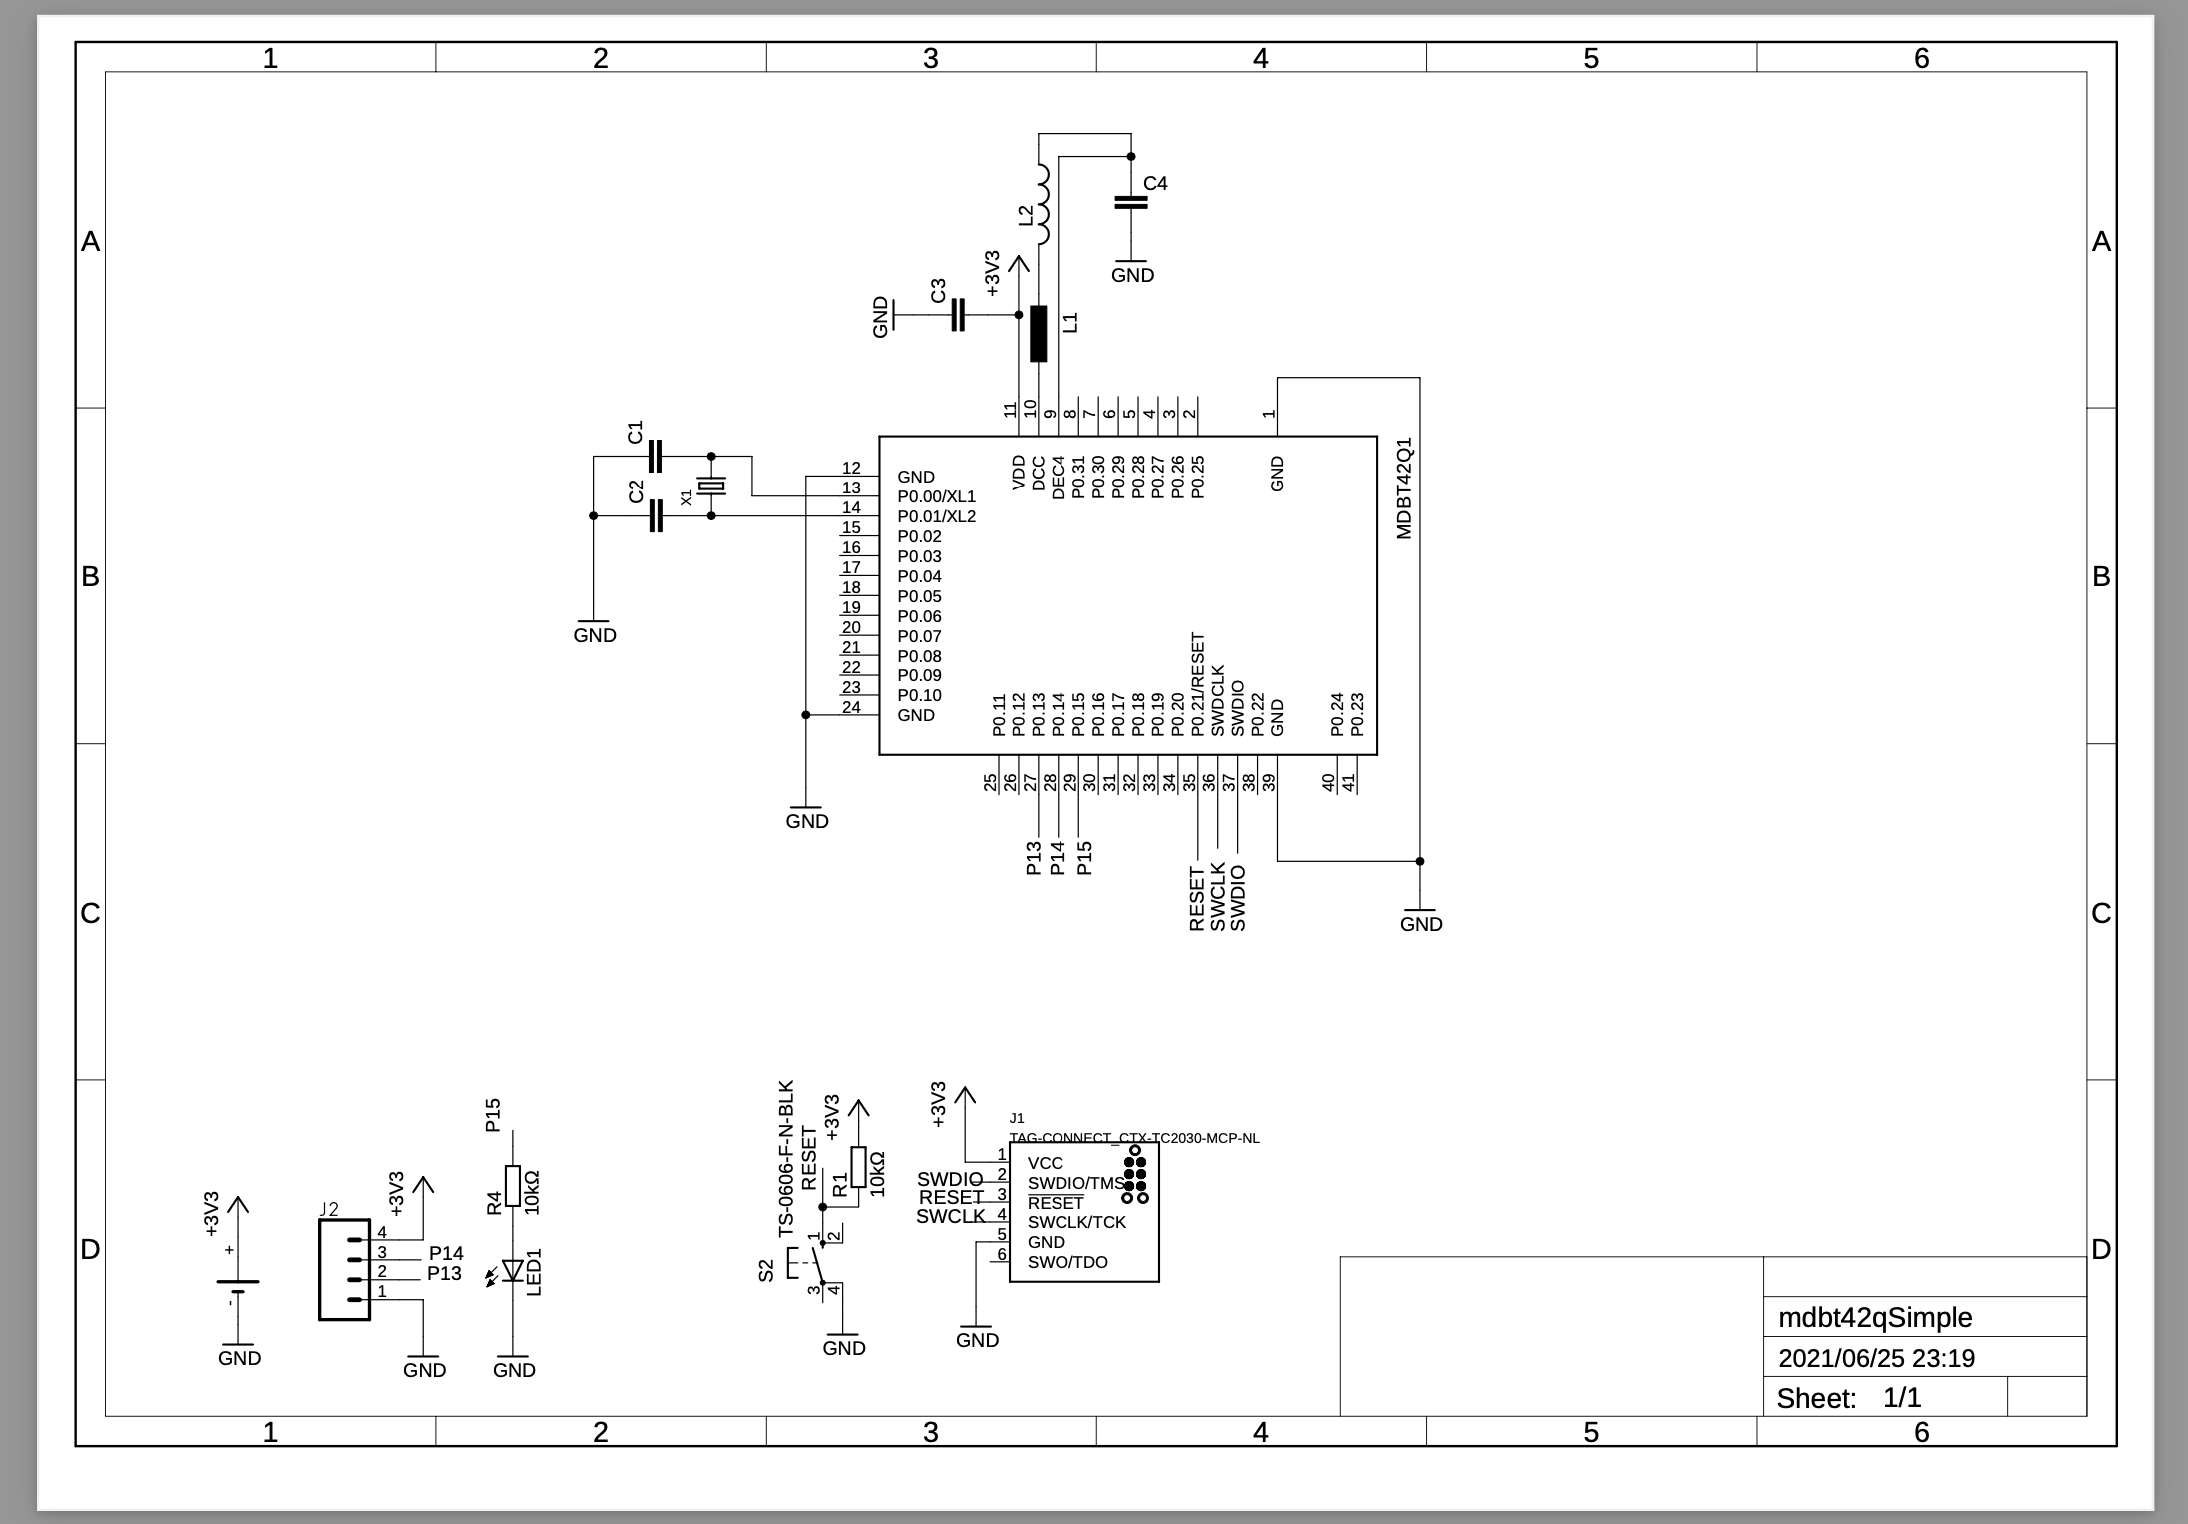 1 2 3 4 5 6
A A
C4
L2
+3V3
GND
C3
GND
L1
11 10 9 8 7 6 5 4 3 2 1
C1
MDBT42Q1
VDD DCC DEC4 P0.31 P0.30 P0.29 P0.28 P0.27 P0.26 P0.25 GND
12 GND
13 P0.00/XL1
C2 X1
14 P0.01/XL2
15 P0.02
16 P0.03
17 P0.04
B B
18 P0.05
19 P0.06
20 P0.07
GND
21 P0.08
22 P0.09
23 P0.10
24 GND
P0.11 P0.12 P0.13 P0.14 P0.15 P0.16 P0.17 P0.18 P0.19 P0.20 P0.21/RESET SWDCLK SWDIO P0.22 GND P0.24 P0.23
25 26 27 28 29 30 31 32 33 34 35 36 37 38 39 40 41
GND
P13 P14 P15
RESET SWCLK SWDIO
C C
GND
+3V3
+
-
GND
J2
+3V3
4
3 P14
2 P13
1
GND
P15
R4
10kΩ
LED1
GND
TS-0606-F-N-BLK
RESET
+3V3
R1
10kΩ
1 2
S2
3 4
GND
+3V3
J1
TAG-CONNECT_CTX-TC2030-MCP-NL
1 VCC
SWDIO 2 SWDIO/TMS
RESET 3 RESET
SWCLK 4 SWCLK/TCK
5 GND
6 SWO/TDO
GND
D D
mdbt42qSimple
2021/06/25 23:19
Sheet: 1/1
1 2 3 4 5 6